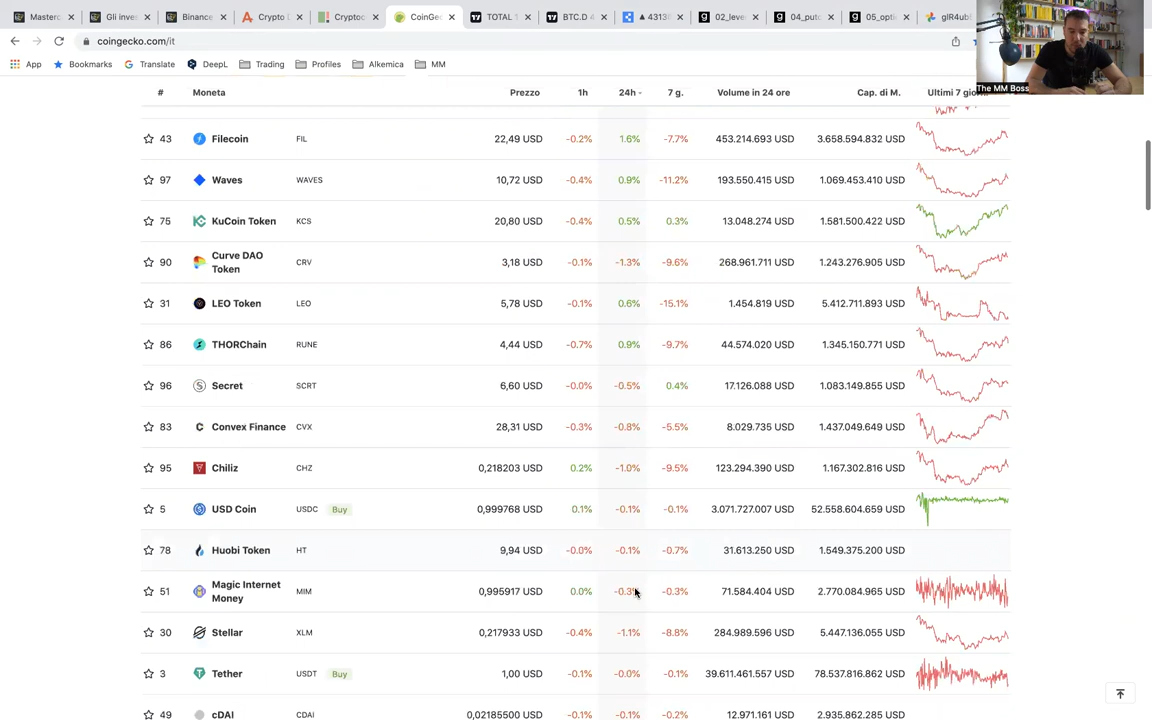 Master
Gli inves
Binance
Crypto L
Cryptoc
CoinGec
TOTAL
BTC.D 4
▲ 4313
02_leve
04_puto
05_optic
glR4ub
coingecko.com/it
App
Bookmarks
Translate
DeepL
Trading
Profiles
Alkemica
MM
The MM Boss
# Moneta Prezzo 1h 24h 7 g. Volume in 24 ore Cap. di M. Ultimi 7 gior
43 Filecoin FIL 22,49 USD -0.2% 1.6% -7.7% 453.214.693 USD 3.658.594.832 USD
97 Waves WAVES 10,72 USD -0.4% 0.9% -11.2% 193.550.415 USD 1.069.453.410 USD
75 KuCoin Token KCS 20,80 USD -0.4% 0.5% 0.3% 13.048.274 USD 1.581.500.422 USD
90 Curve DAO Token CRV 3,18 USD -0.1% -1.3% -9.6% 268.961.711 USD 1.243.276.905 USD
31 LEO Token LEO 5,78 USD -0.1% 0.6% -15.1% 1.454.819 USD 5.412.711.893 USD
86 THORChain RUNE 4,44 USD -0.7% 0.9% -9.7% 44.574.020 USD 1.345.150.771 USD
96 Secret SCRT 6,60 USD -0.0% -0.5% 0.4% 17.126.088 USD 1.083.149.855 USD
83 Convex Finance CVX 28,31 USD -0.3% -0.8% -5.5% 8.029.735 USD 1.437.049.649 USD
95 Chiliz CHZ 0,218203 USD 0.2% -1.0% -9.5% 123.294.390 USD 1.167.302.816 USD
5 USD Coin USDC Buy 0,999768 USD 0.1% -0.1% -0.1% 3.071.727.007 USD 52.558.604.659 USD
78 Huobi Token HT 9,94 USD -0.0% -0.1% -0.7% 31.613.250 USD 1.549.375.200 USD
51 Magic Internet Money MIM 0,995917 USD 0.0% -0.3% -0.3% 71.584.404 USD 2.770.084.965 USD
30 Stellar XLM 0,217933 USD -0.4% -1.1% -8.8% 284.989.596 USD 5.447.136.055 USD
3 Tether USDT Buy 1,00 USD -0.1% -0.0% -0.1% 39.611.461.557 USD 78.537.816.862 USD
49 cDAI CDAI 0,02185500 USD -0.1% -0.1% -0.2% 12.971.161 USD 2.935.862.285 USD